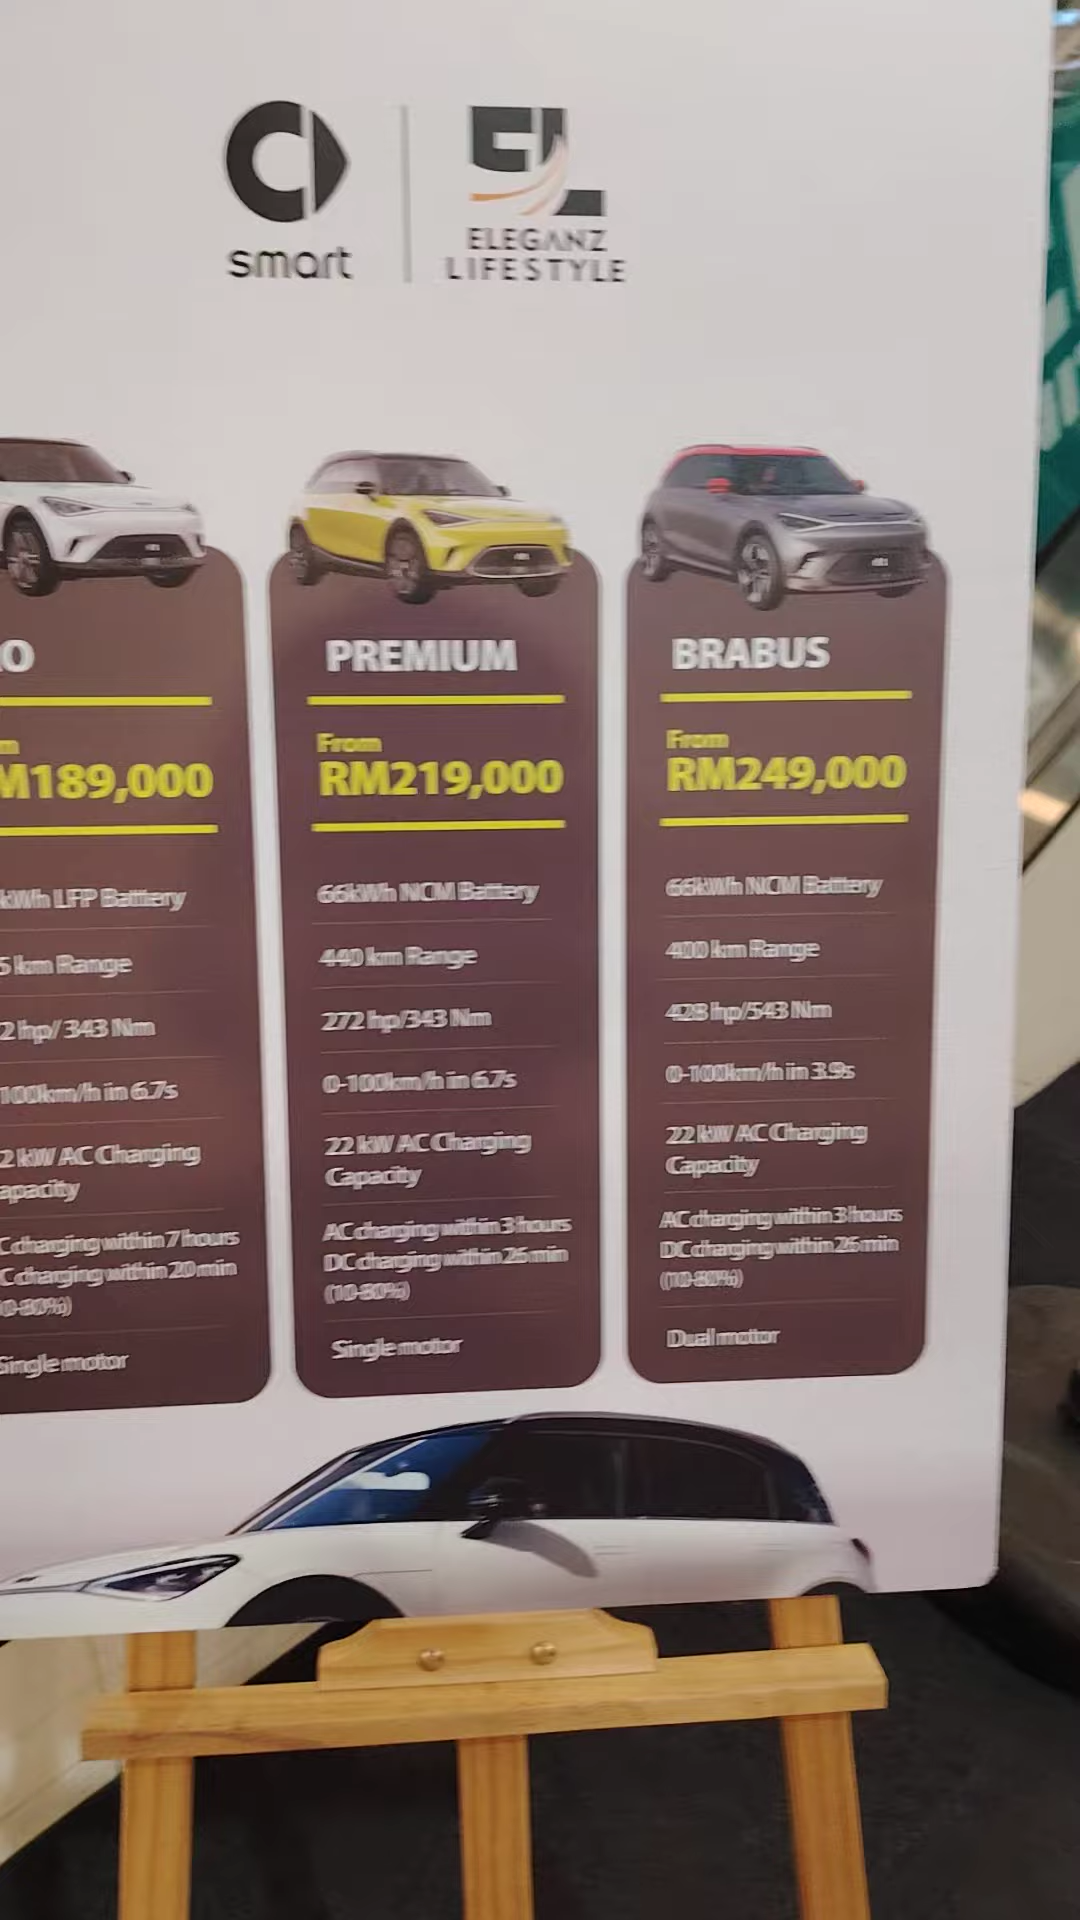 smart
ELEGANZ
LIFESTYLE
PREMIUM
From
RM219,000
66kWh NCM Battery
440 km Range
272 hp/343 Nm
0-100km/h in 6.7s
22 kW AC Charging
Capacity
AC charging within 3 hours
DC charging within 26 min
(10-80%)
Single motor
BRABUS
From
RM249,000
66kWh NCM Battery
400 km Range
428 hp/543 Nm
0-100km/h in 3.9s
22 kW AC Charging
Capacity
AC charging within 3 hours
DC charging within 26 min
(10-80%)
Dual motor
O
M189,000
kWh LFP Battery
5 km Range
2 hp/ 343 Nm
100km/h in 6.7s
2 kW AC Charging
apacity
C charging within 7 hours
C charging within 20 min
0-80%)
Single motor